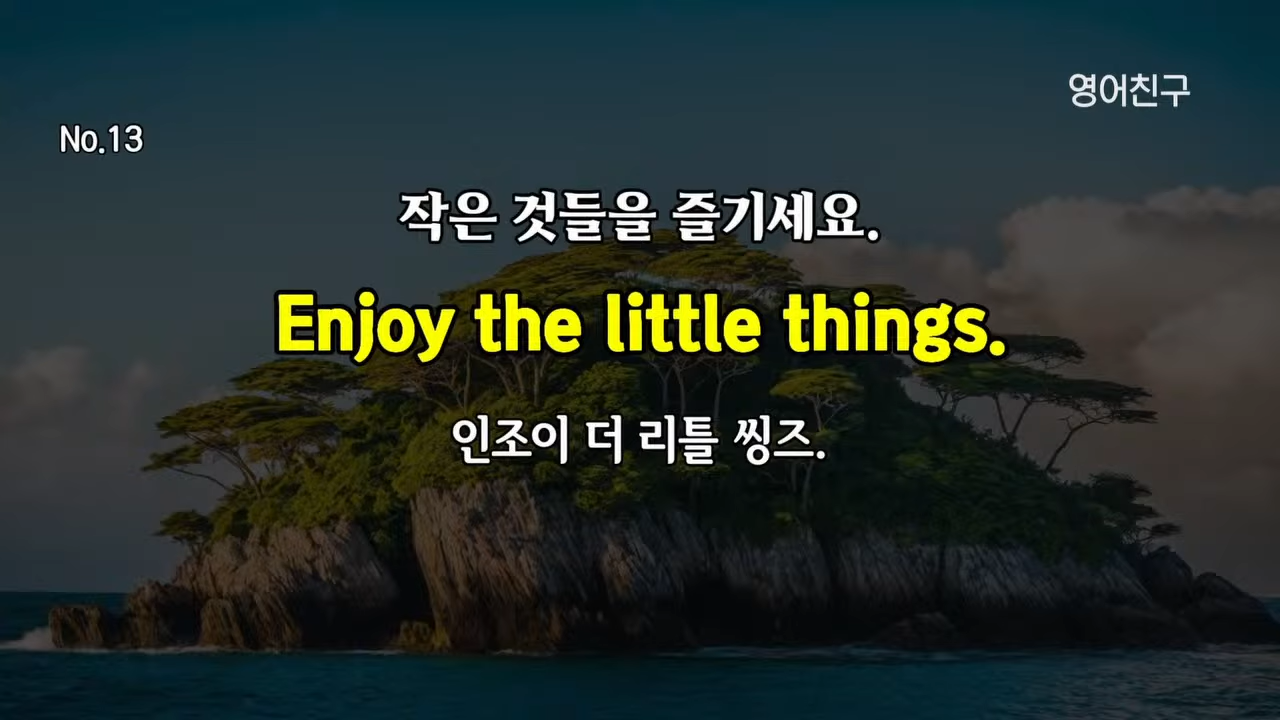 영어친구
No.13
작은 것들을 즐기세요.
Enjoy the little things.
인조이 더 리틀 씽즈.